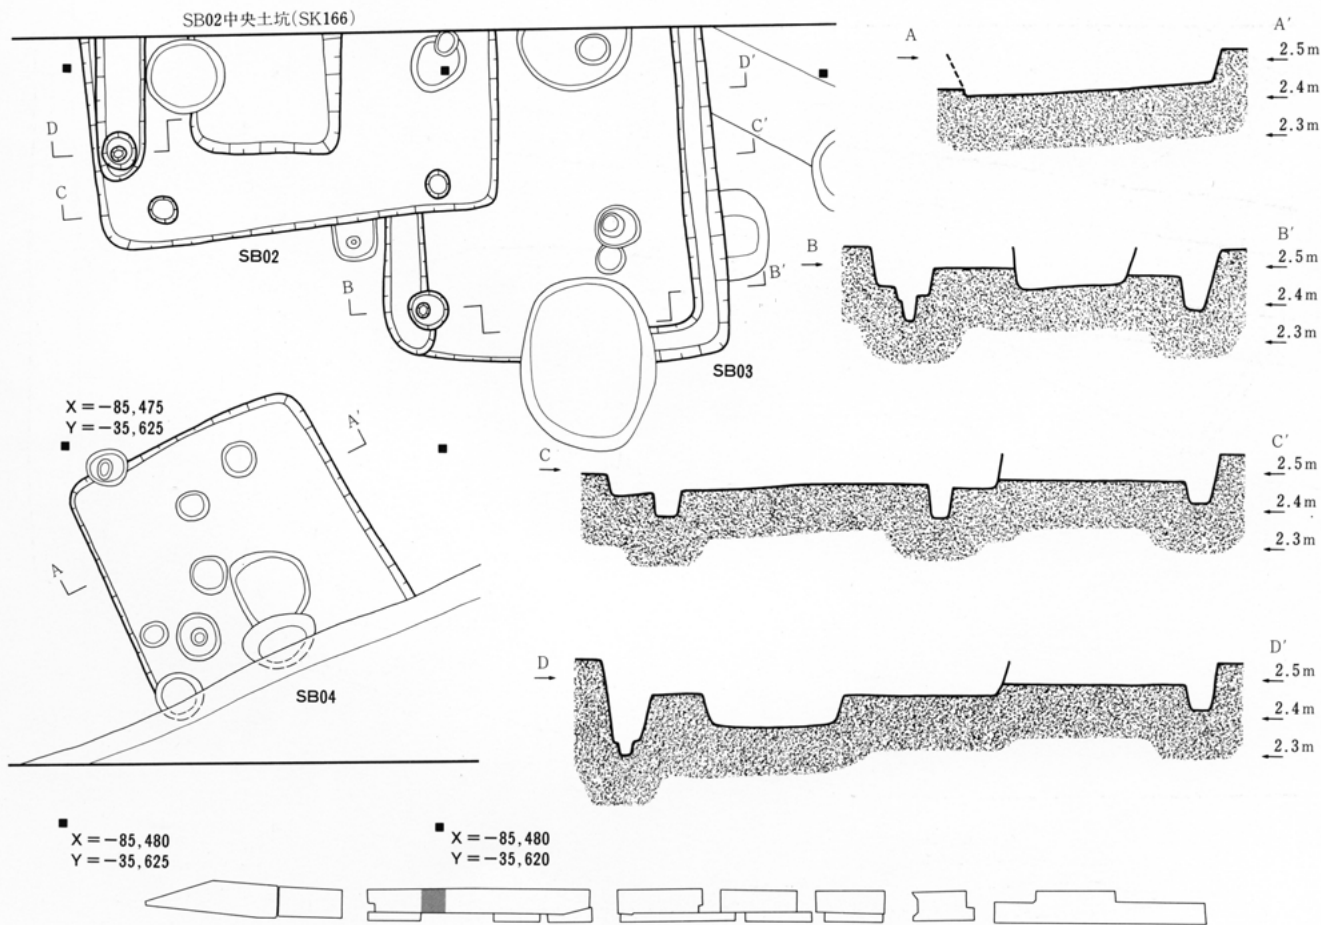 SB02中央土坑(SK166)
D
C
D′
C′
SB02
B
B′
SB03
X=-85,475
Y=-35,625
A′
A
SB04
X=-85,480
Y=-35,625
X=-85,480
Y=-35,620
A
A′
2.5m
2.4m
2.3m
B
B′
2.5m
2.4m
2.3m
C
C′
2.5m
2.4m
2.3m
D
D′
2.5m
2.4m
2.3m